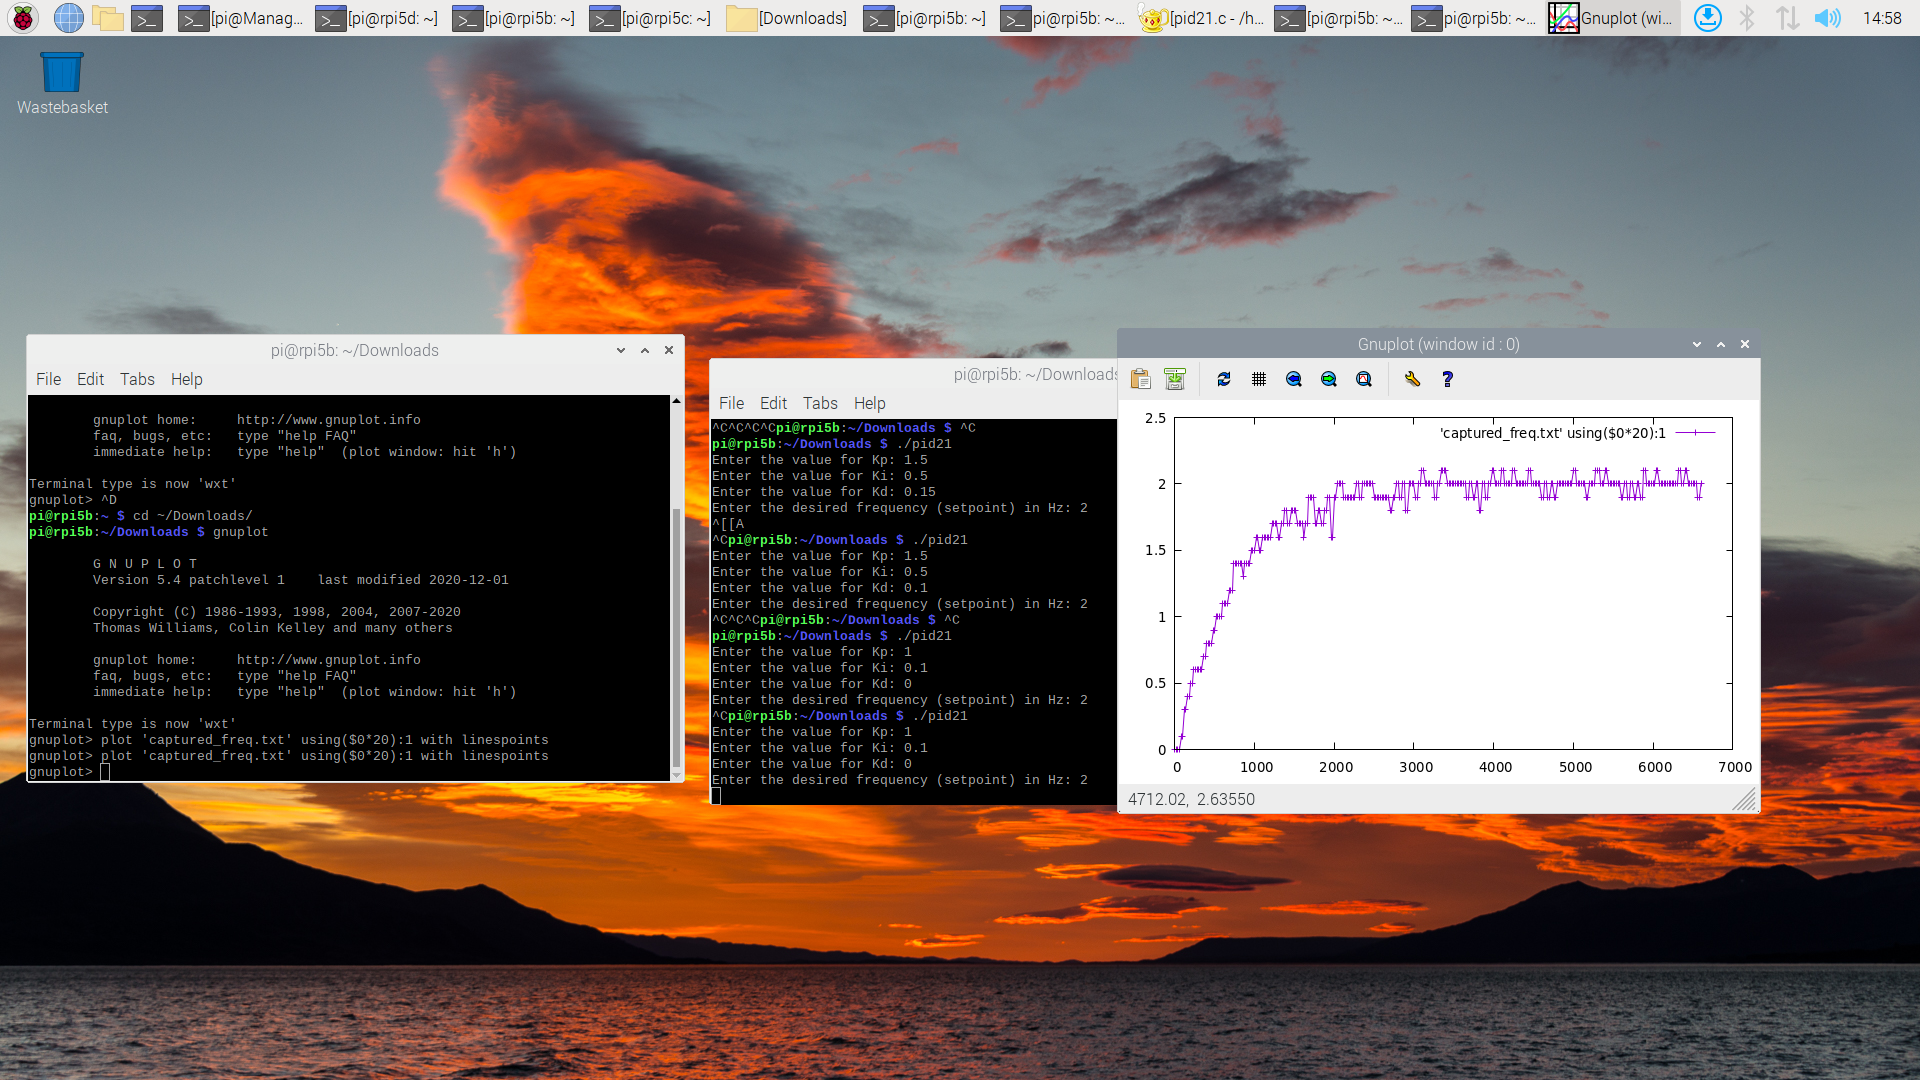 [pi@Manag...
[pi@rpi5d: ~]
[pi@rpi5b: ~]
[pi@rpi5c: ~]
[Downloads]
[pi@rpi5b: ~]
pi@rpi5b: ~...
[pid21.c - /h...
[pi@rpi5b: ~...
pi@rpi5b: ~...
Gnuplot (wi...
14:58
Wastebasket
pi@rpi5b: ~/Downloads
File Edit Tabs Help
gnuplot home:     http://www.gnuplot.info
faq, bugs, etc:   type "help FAQ"
immediate help:   type "help"  (plot window: hit 'h')
Terminal type is now 'wxt'
gnuplot> ^D
pi@rpi5b:~ $ cd ~/Downloads/
pi@rpi5b:~/Downloads $ gnuplot
G N U P L O T
Version 5.4 patchlevel 1    last modified 2020-12-01
Copyright (C) 1986-1993, 1998, 2004, 2007-2020
Thomas Williams, Colin Kelley and many others
gnuplot home:     http://www.gnuplot.info
faq, bugs, etc:   type "help FAQ"
immediate help:   type "help"  (plot window: hit 'h')
Terminal type is now 'wxt'
gnuplot> plot 'captured_freq.txt' using($0*20):1 with linespoints
gnuplot> plot 'captured_freq.txt' using($0*20):1 with linespoints
gnuplot>
pi@rpi5b: ~/Downloads
File Edit Tabs Help
^C^C^C^Cpi@rpi5b:~/Downloads $ ^C
pi@rpi5b:~/Downloads $ ./pid21
Enter the value for Kp: 1.5
Enter the value for Ki: 0.5
Enter the value for Kd: 0.15
Enter the desired frequency (setpoint) in Hz: 2
^[[A
^Cpi@rpi5b:~/Downloads $ ./pid21
Enter the value for Kp: 1.5
Enter the value for Ki: 0.5
Enter the value for Kd: 0.1
Enter the desired frequency (setpoint) in Hz: 2
^C^C^Cpi@rpi5b:~/Downloads $ ^C
pi@rpi5b:~/Downloads $ ./pid21
Enter the value for Kp: 1
Enter the value for Ki: 0.1
Enter the value for Kd: 0
Enter the desired frequency (setpoint) in Hz: 2
^Cpi@rpi5b:~/Downloads $ ./pid21
Enter the value for Kp: 1
Enter the value for Ki: 0.1
Enter the value for Kd: 0
Enter the desired frequency (setpoint) in Hz: 2
Gnuplot (window id : 0)
'captured_freq.txt' using($0*20):1
2.5
2
1.5
1
0.5
0
0 1000 2000 3000 4000 5000 6000 7000
4712.02, 2.63550